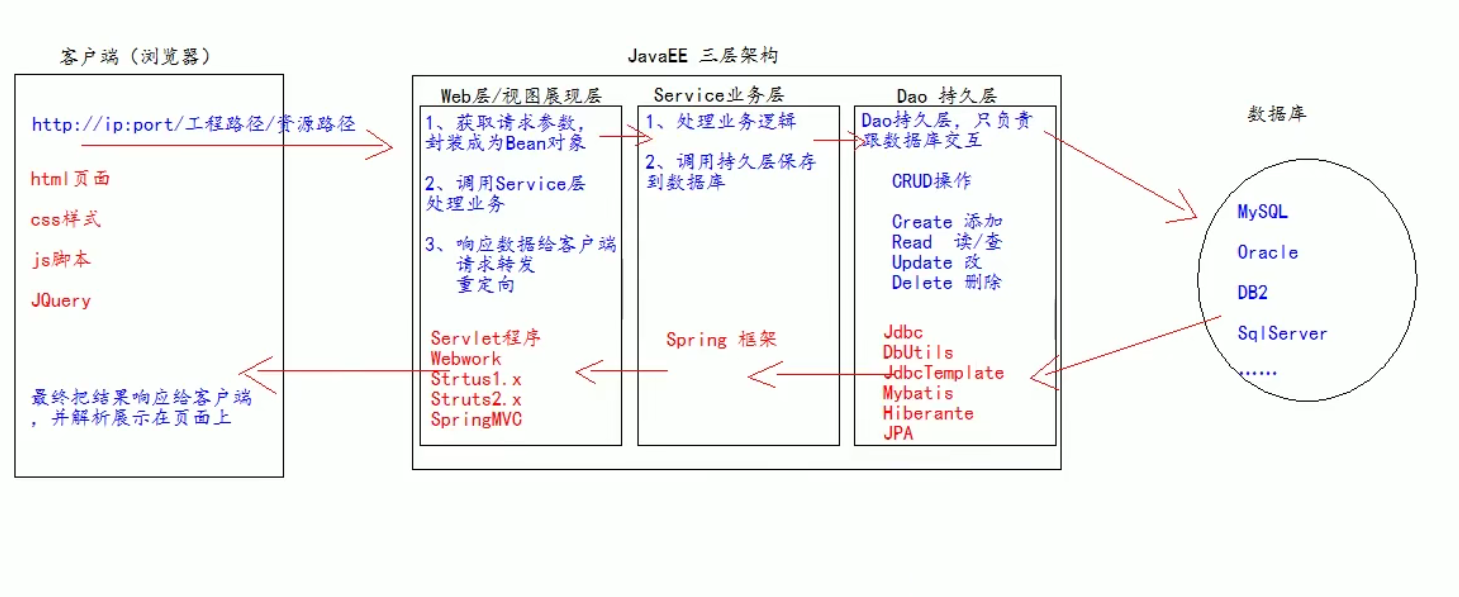 客户端（浏览器）
http://ip:port/工程路径/资源路径
html页面
css样式
js脚本
JQuery
最终把结果响应给客户端
，并解析展示在页面上
JavaEE 三层架构
Web层/视图展现层
1、获取请求参数，
封装成为Bean对象
2、调用Service层
处理业务
3、响应数据给客户端
请求转发
重定向
Servlet程序
Webwork
Strtus1.x
Struts2.x
SpringMVC
Service业务层
1、处理业务逻辑
2、调用持久层保存
到数据库
Spring 框架
Dao 持久层
Dao持久层，只负责
跟数据库交互
CRUD操作
Create 添加
Read 读/查
Update 改
Delete 删除
Jdbc
DbUtils
JdbcTemplate
Mybatis
Hiberante
JPA
数据库
MySQL
Oracle
DB2
SqlServer
......